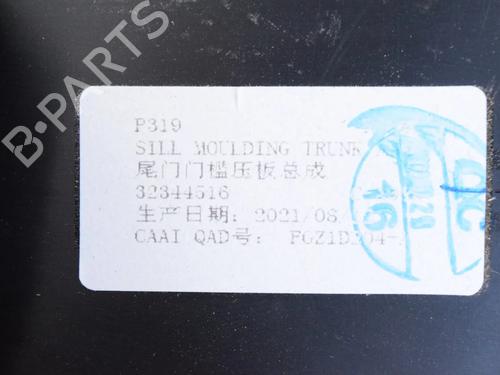 B-PARTS
P319
SILL MOULDING TRUNK
尾门门槛压板总成
32344516
生产日期: 2021/08/
CAAI QAD号:
16